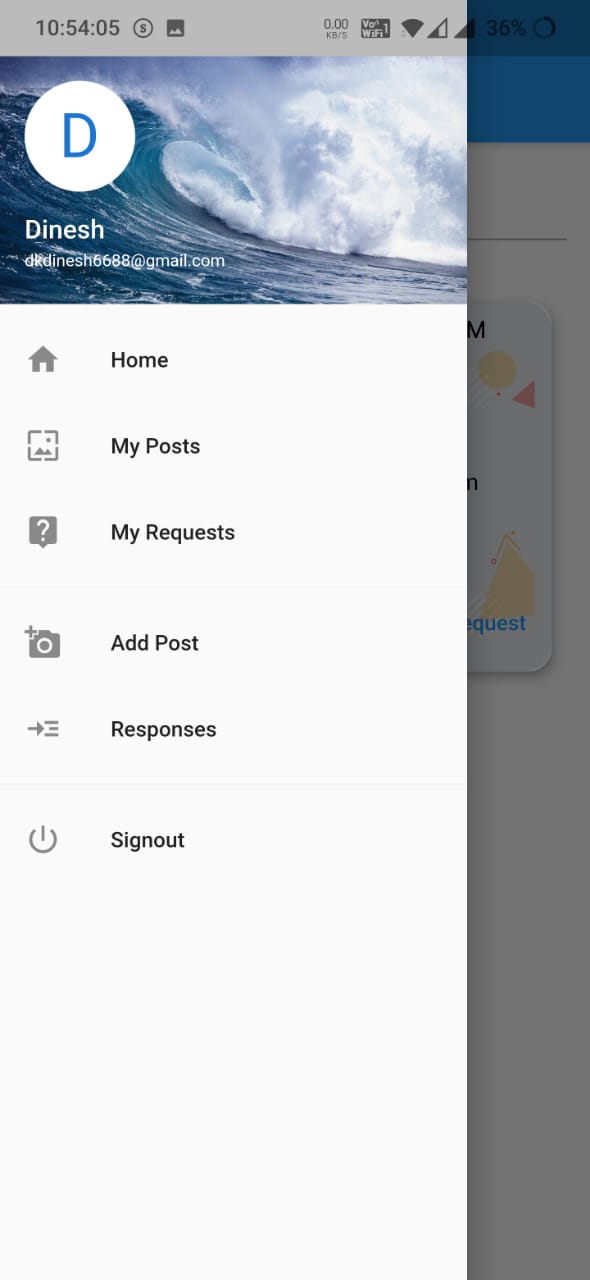 10:54:05 S 0.00 KB/S Vo WiFi 1 36%
D
Dinesh
dkdinesh6688@gmail.com
Home
M
My Posts
My Requests
equest
Add Post
Responses
Signout